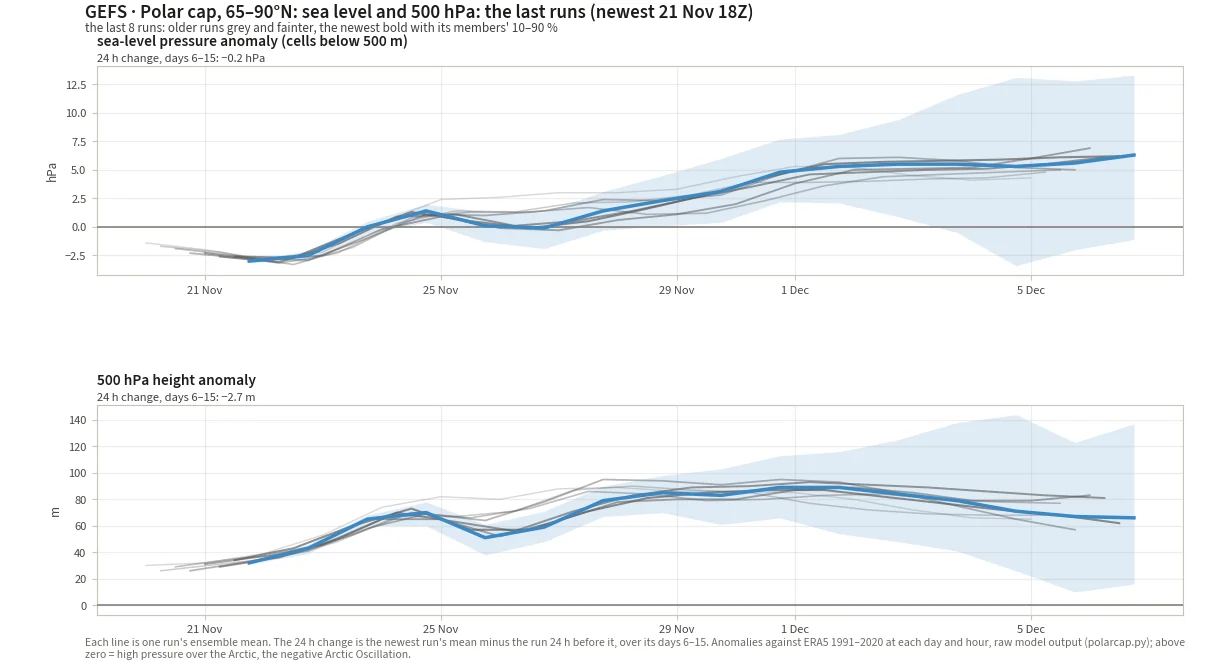 GEFS · Polar cap, 65–90°N: sea level and 500 hPa: the last runs (newest 21 Nov 18Z)
the last 8 runs: older runs grey and fainter, the newest bold with its members' 10–90 %
sea-level pressure anomaly (cells below 500 m)
24 h change, days 6–15: −0.2 hPa
12.5
10.0
7.5
5.0
2.5
0.0
−2.5
hPa
21 Nov
25 Nov
29 Nov
1 Dec
5 Dec
500 hPa height anomaly
24 h change, days 6–15: −2.7 m
140
120
100
80
60
40
20
0
m
21 Nov
25 Nov
29 Nov
1 Dec
5 Dec
Each line is one run's ensemble mean. The 24 h change is the newest run's mean minus the run 24 h before it, over its days 6–15. Anomalies against ERA5 1991–2020 at each day and hour, raw model output (polarcap.py); above
zero = high pressure over the Arctic, the negative Arctic Oscillation.